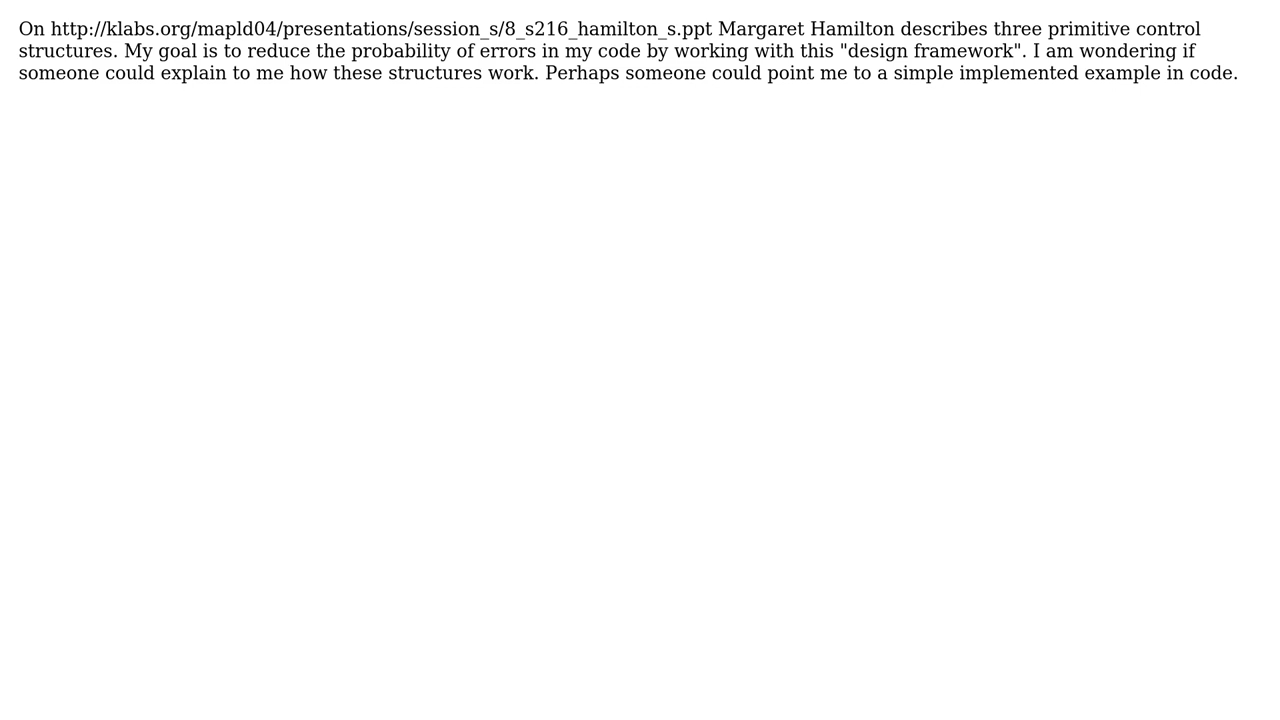 On http://klabs.org/mapld04/presentations/session_s/8_s216_hamilton_s.ppt Margaret Hamilton describes three primitive control
structures. My goal is to reduce the probability of errors in my code by working with this "design framework". I am wondering if
someone could explain to me how these structures work. Perhaps someone could point me to a simple implemented example in code.